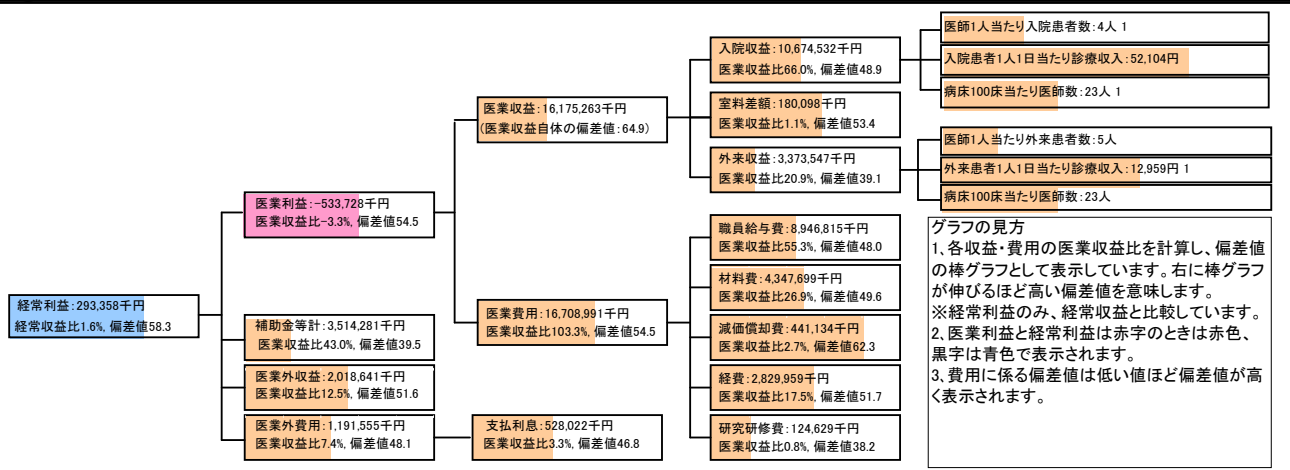 経常利益:293,358千円
経常収益比1.6%, 偏差値58.3
医業利益:-533,728千円
医業収益比-3.3%, 偏差値54.5
補助金等計:3,514,281千円
医業収益比43.0%, 偏差値39.5
医業外収益:2,018,641千円
医業収益比12.5%, 偏差値51.6
医業外費用:1,191,555千円
医業収益比7.4%, 偏差値48.1
支払利息:528,022千円
医業収益比3.3%, 偏差値46.8
医業収益:16,175,263千円
(医業収益自体の偏差値:64.9)
医業費用:16,708,991千円
医業収益比103.3%, 偏差値54.5
入院収益:10,674,532千円
医業収益比66.0%, 偏差値48.9
室料差額:180,098千円
医業収益比1.1%, 偏差値53.4
外来収益:3,373,547千円
医業収益比20.9%, 偏差値39.1
職員給与費:8,946,815千円
医業収益比55.3%, 偏差値48.0
材料費:4,347,699千円
医業収益比26.9%, 偏差値49.6
減価償却費:441,134千円
医業収益比2.7%, 偏差値62.3
経費:2,829,959千円
医業収益比17.5%, 偏差値51.7
研究研修費:124,629千円
医業収益比0.8%, 偏差値38.2
医師1人当たり入院患者数:4人 1
入院患者1人1日当たり診療収入:52,104円
病床100床当たり医師数:23人 1
医師1人当たり外来患者数:5人
外来患者1人1日当たり診療収入:12,959円 1
病床100床当たり医師数:23人
グラフの見方
1、各収益・費用の医業収益比を計算し、偏差値
の棒グラフとして表示しています。右に棒グラフ
が伸びるほど高い偏差値を意味します。
※経常利益のみ、経常収益と比較しています。
2、医業利益と経常利益は赤字のときは赤色、
黒字は青色で表示されます。
3、費用に係る偏差値は低い値ほど偏差値が高
く表示されます。